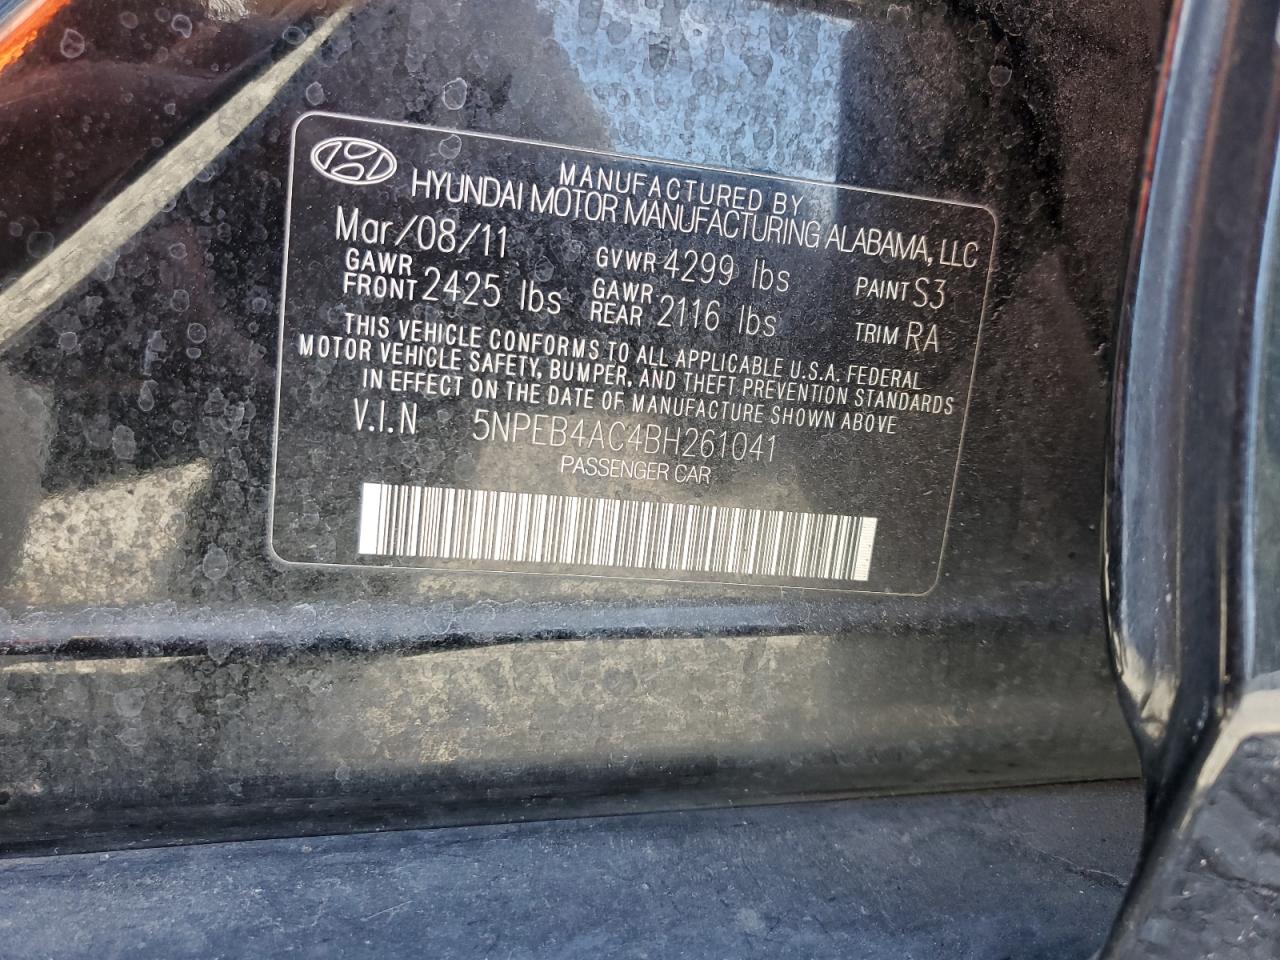 MANUFACTURED BY
HYUNDAI MOTOR MANUFACTURING ALABAMA, LLC
Mar/08/11 GVWR 4299 lbs PAINT S3
GAWR FRONT 2425 lbs GAWR REAR 2116 lbs TRIM RA
THIS VEHICLE CONFORMS TO ALL APPLICABLE U.S.A. FEDERAL
MOTOR VEHICLE SAFETY, BUMPER, AND THEFT PREVENTION STANDARDS
IN EFFECT ON THE DATE OF MANUFACTURE SHOWN ABOVE
V.I.N 5NPEB4AC4BH261041
PASSENGER CAR